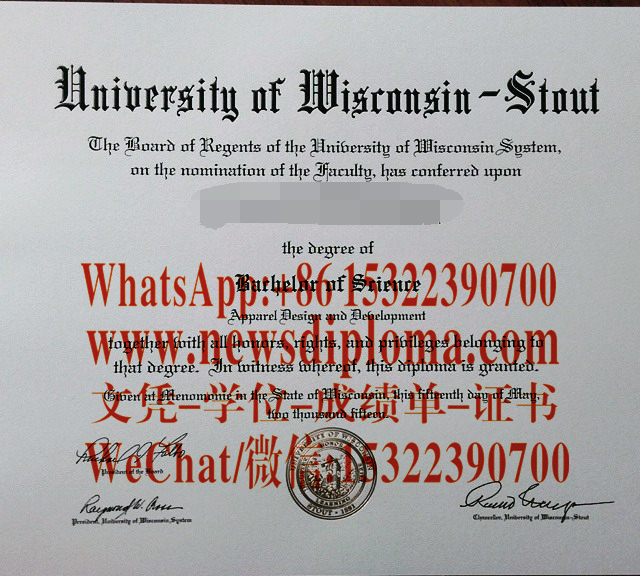 University of Wisconsin-Stout
The Board of Regents of the University of Wisconsin System,
on the nomination of the Faculty, has conferred upon
the degree of
WhatsApp:+86 15322390700
Bachelor of Science
Apparel Design and Development
www.newsdiploma.com
together with all honors, rights, and privileges belonging to
that degree. In witness whereof, this diploma is granted.
文凭-学位-成绩单-证书
Given at Menomonie in the State of Wisconsin, this fifteenth day of May,
two thousand fifteen.
WeChat/微信:15322390700
President of the Board
President, University of Wisconsin System
Chancellor, University of Wisconsin-Stout
STOUT • 1891